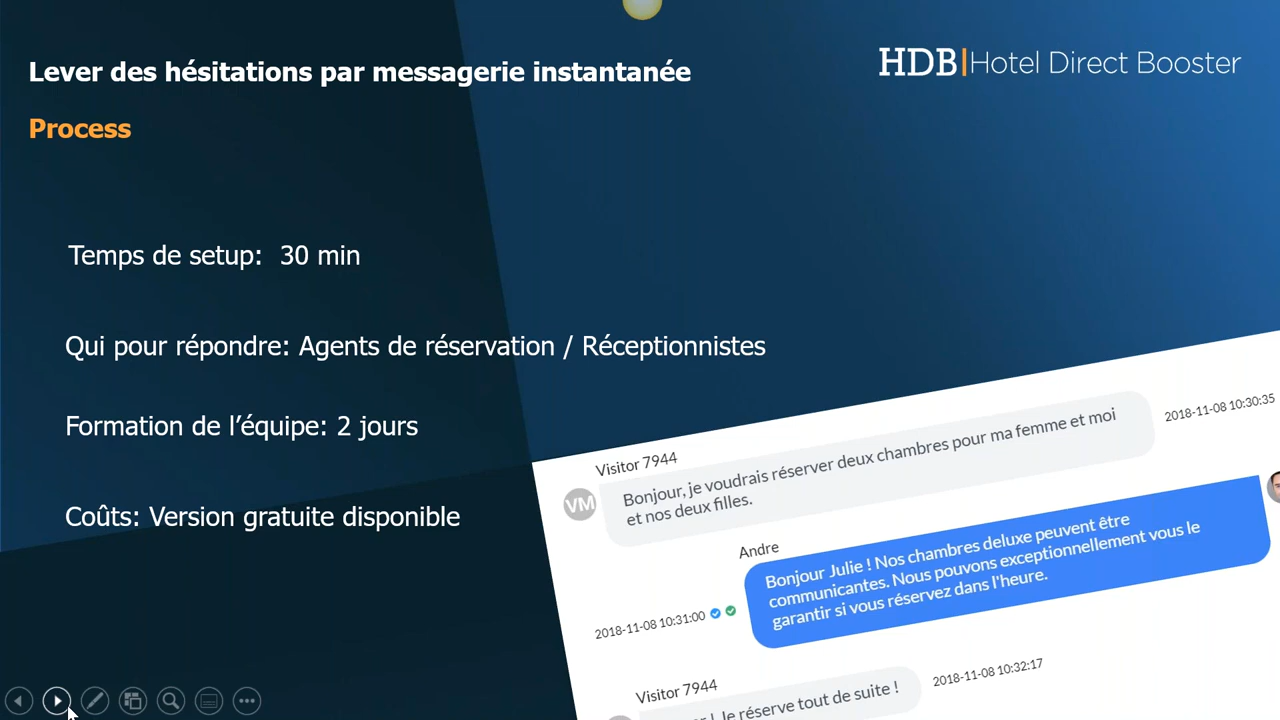 Lever des hésitations par messagerie instantanée
HDB|Hotel Direct Booster
Process
Temps de setup: 30 min
Qui pour répondre: Agents de réservation / Réceptionnistes
Formation de l’équipe: 2 jours
Coûts: Version gratuite disponible
Visitor 7944
2018-11-08 10:30:35
VM
Bonjour, je voudrais réserver deux chambres pour ma femme et moi
et nos deux filles.
Andre
Bonjour Julie ! Nos chambres deluxe peuvent être
communicantes. Nous pouvons exceptionnellement vous le
garantir si vous réservez dans l'heure.
2018-11-08 10:31:00
Visitor 7944
2018-11-08 10:32:17
! Je réserve tout de suite !